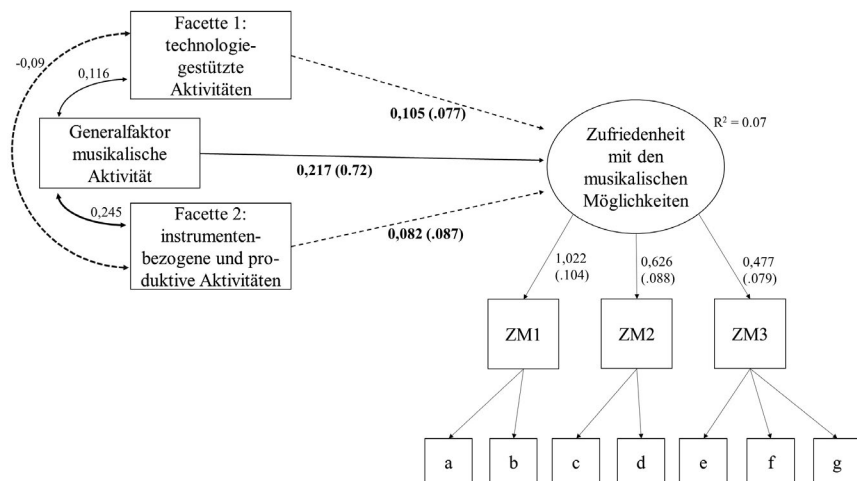 Facette 1:
technologie-
gestützte
Aktivitäten
-0,09
0,116
0,105 (.077)
Generalfaktor
musikalische
Aktivität
0,217 (0.72)
0,245
Facette 2:
instrumenten-
bezogene und pro-
duktive Aktivitäten
0,082 (.087)
Zufriedenheit
mit den
musikalischen
Möglichkeiten
R² = 0.07
1,022
(.104)
0,626
(.088)
0,477
(.079)
ZM1
ZM2
ZM3
a
b
c
d
e
f
g